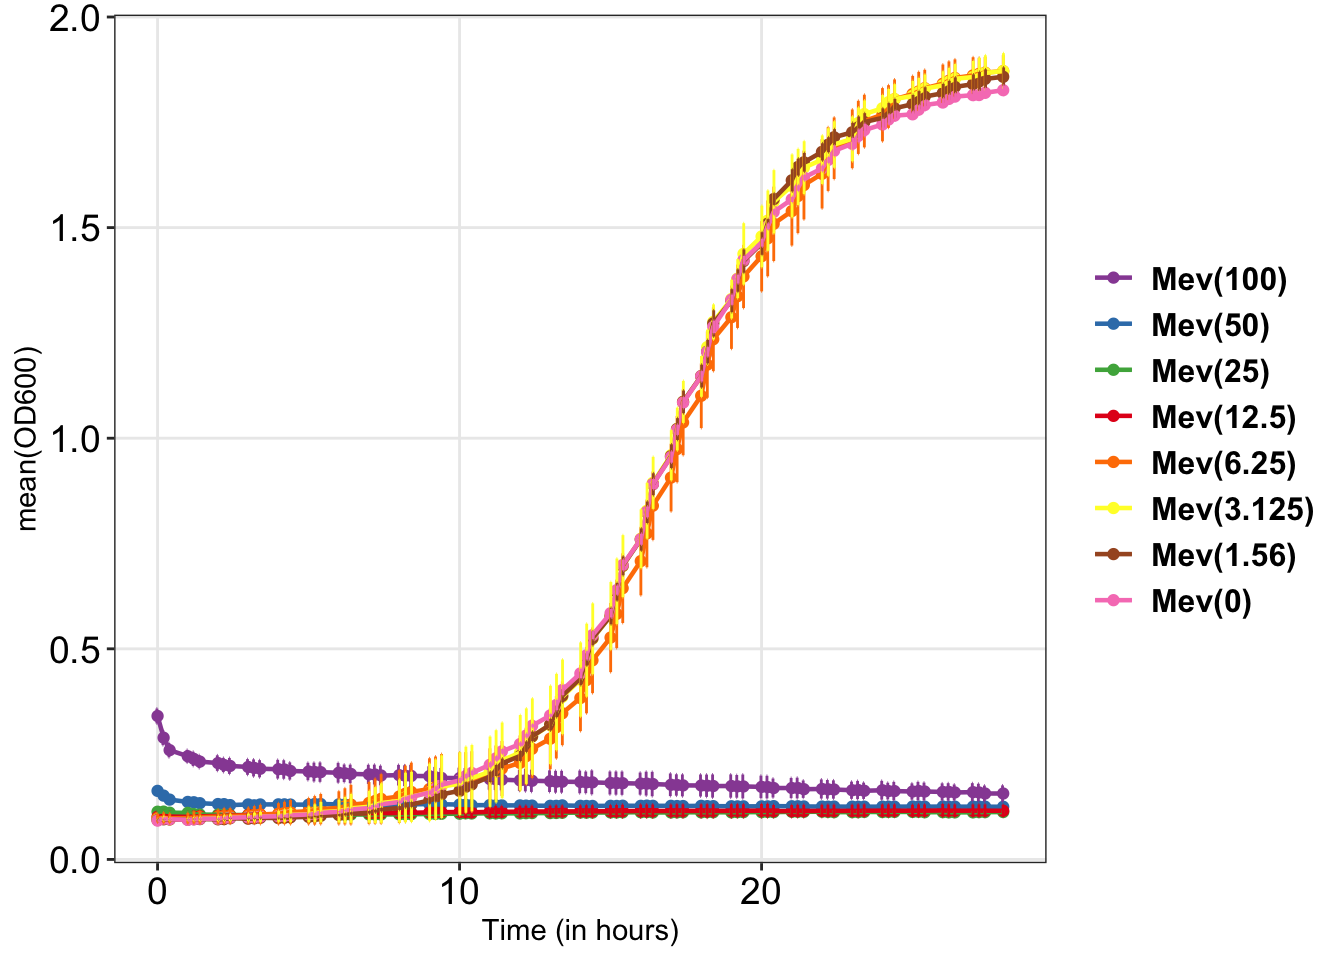 2.0
1.5
1.0
0.5
0.0
mean(OD600)
0
10
20
Time (in hours)
Mev(100)
Mev(50)
Mev(25)
Mev(12.5)
Mev(6.25)
Mev(3.125)
Mev(1.56)
Mev(0)